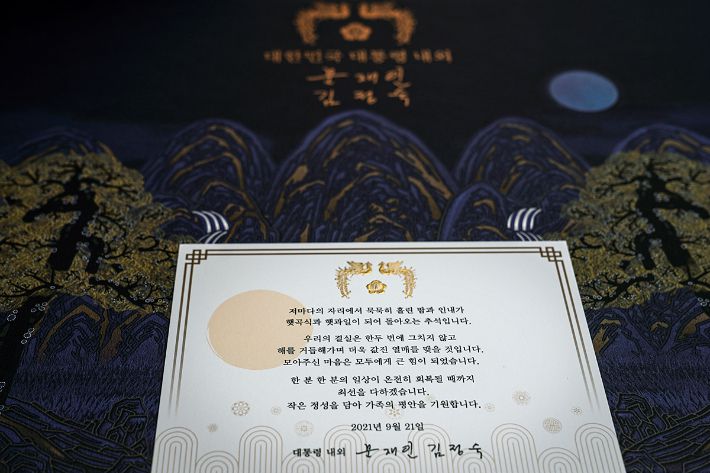 대한민국 대통령 내외
문재인
김정숙
저마다의 자리에서 묵묵히 흘린 땀과 인내가
햇곡식과 햇과일이 되어 돌아오는 추석입니다.
우리의 결실은 한두 번에 그치지 않고
해를 거듭해가며 더욱 값진 열매를 맺을 것입니다.
모아주신 마음은 모두에게 큰 힘이 되었습니다.
한 분 한 분의 일상이 온전히 회복될 때까지
최선을 다하겠습니다.
작은 정성을 담아 가족의 평안을 기원합니다.
2021년 9월 21일
대통령 내외 문재인 김정숙